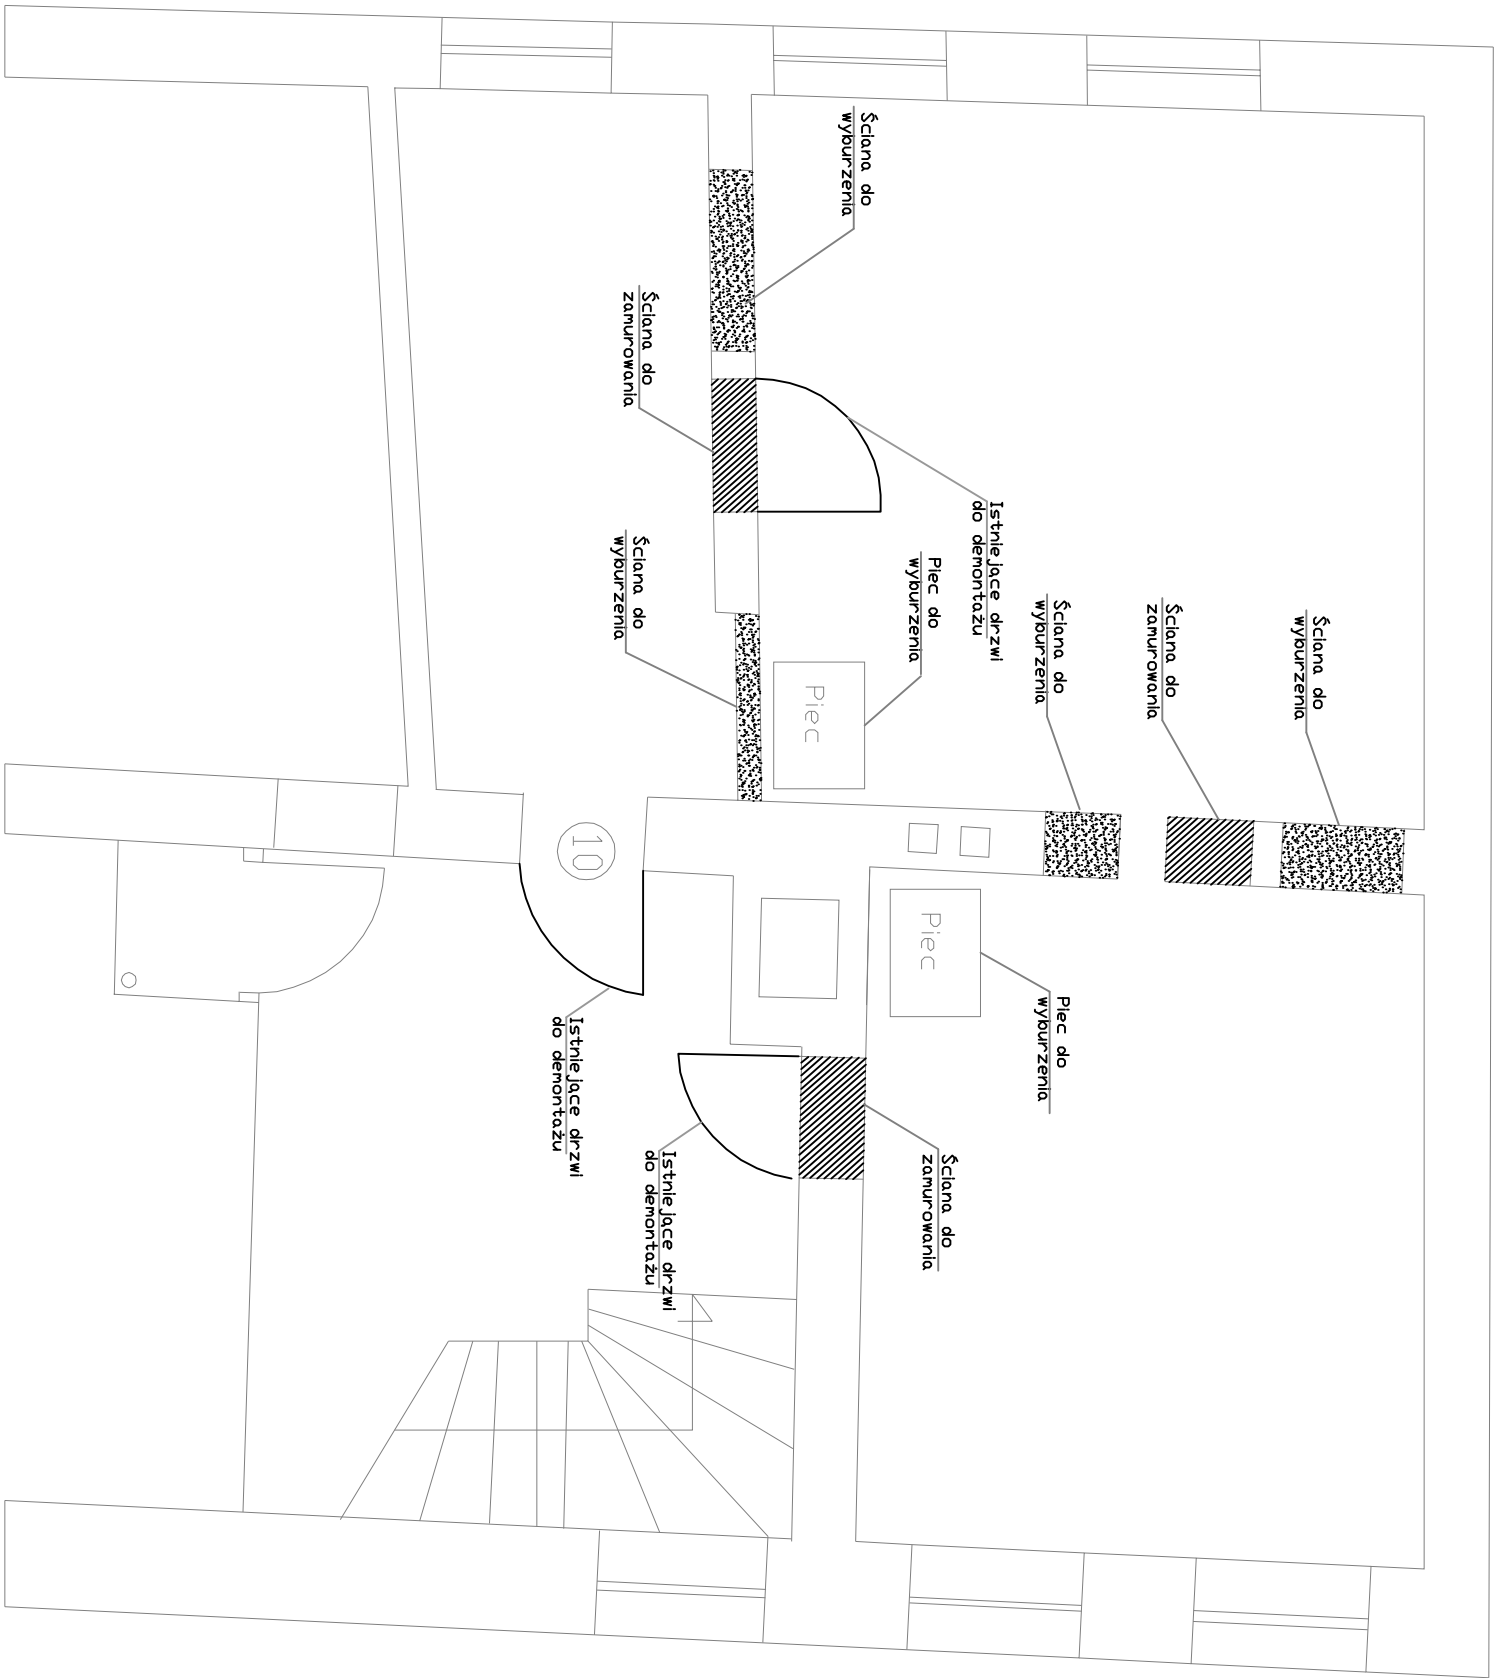 Ściana do
wyburzenia
Ściana do
zamurowania
Istniejące drzwi
do demontażu
Ściana do
wyburzenia
Piec do
wyburzenia
Ściana do
wyburzenia
Ściana do
zamurowania
Ściana do
wyburzenia
Piec
10
Piec
Piec do
wyburzenia
Istniejące drzwi
do demontażu
Istniejące drzwi
do demontażu
Ściana do
zamurowania